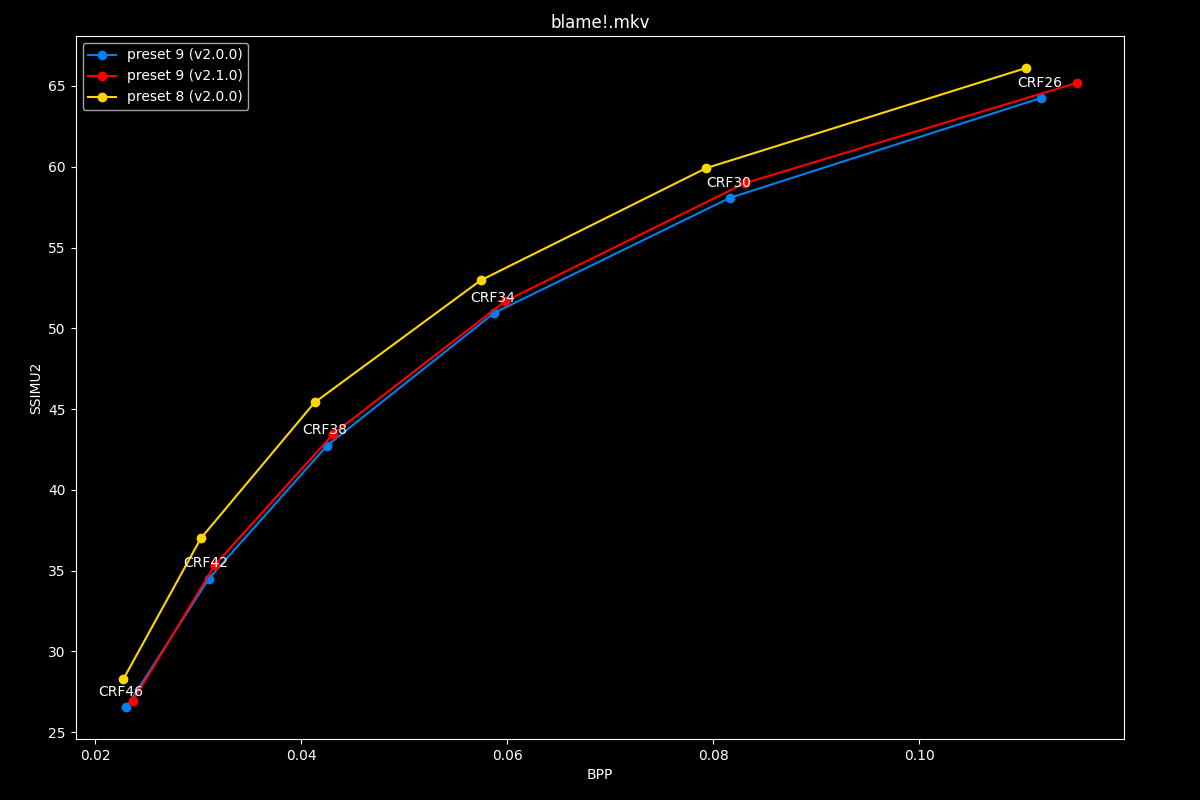 blame!.mkv
preset 9 (v2.0.0)
preset 9 (v2.1.0)
preset 8 (v2.0.0)
CRF26
CRF30
CRF34
CRF38
CRF42
CRF46
65
60
55
50
45
40
35
30
25
SSIMU2
0.02 0.04 0.06 0.08 0.10
BPP